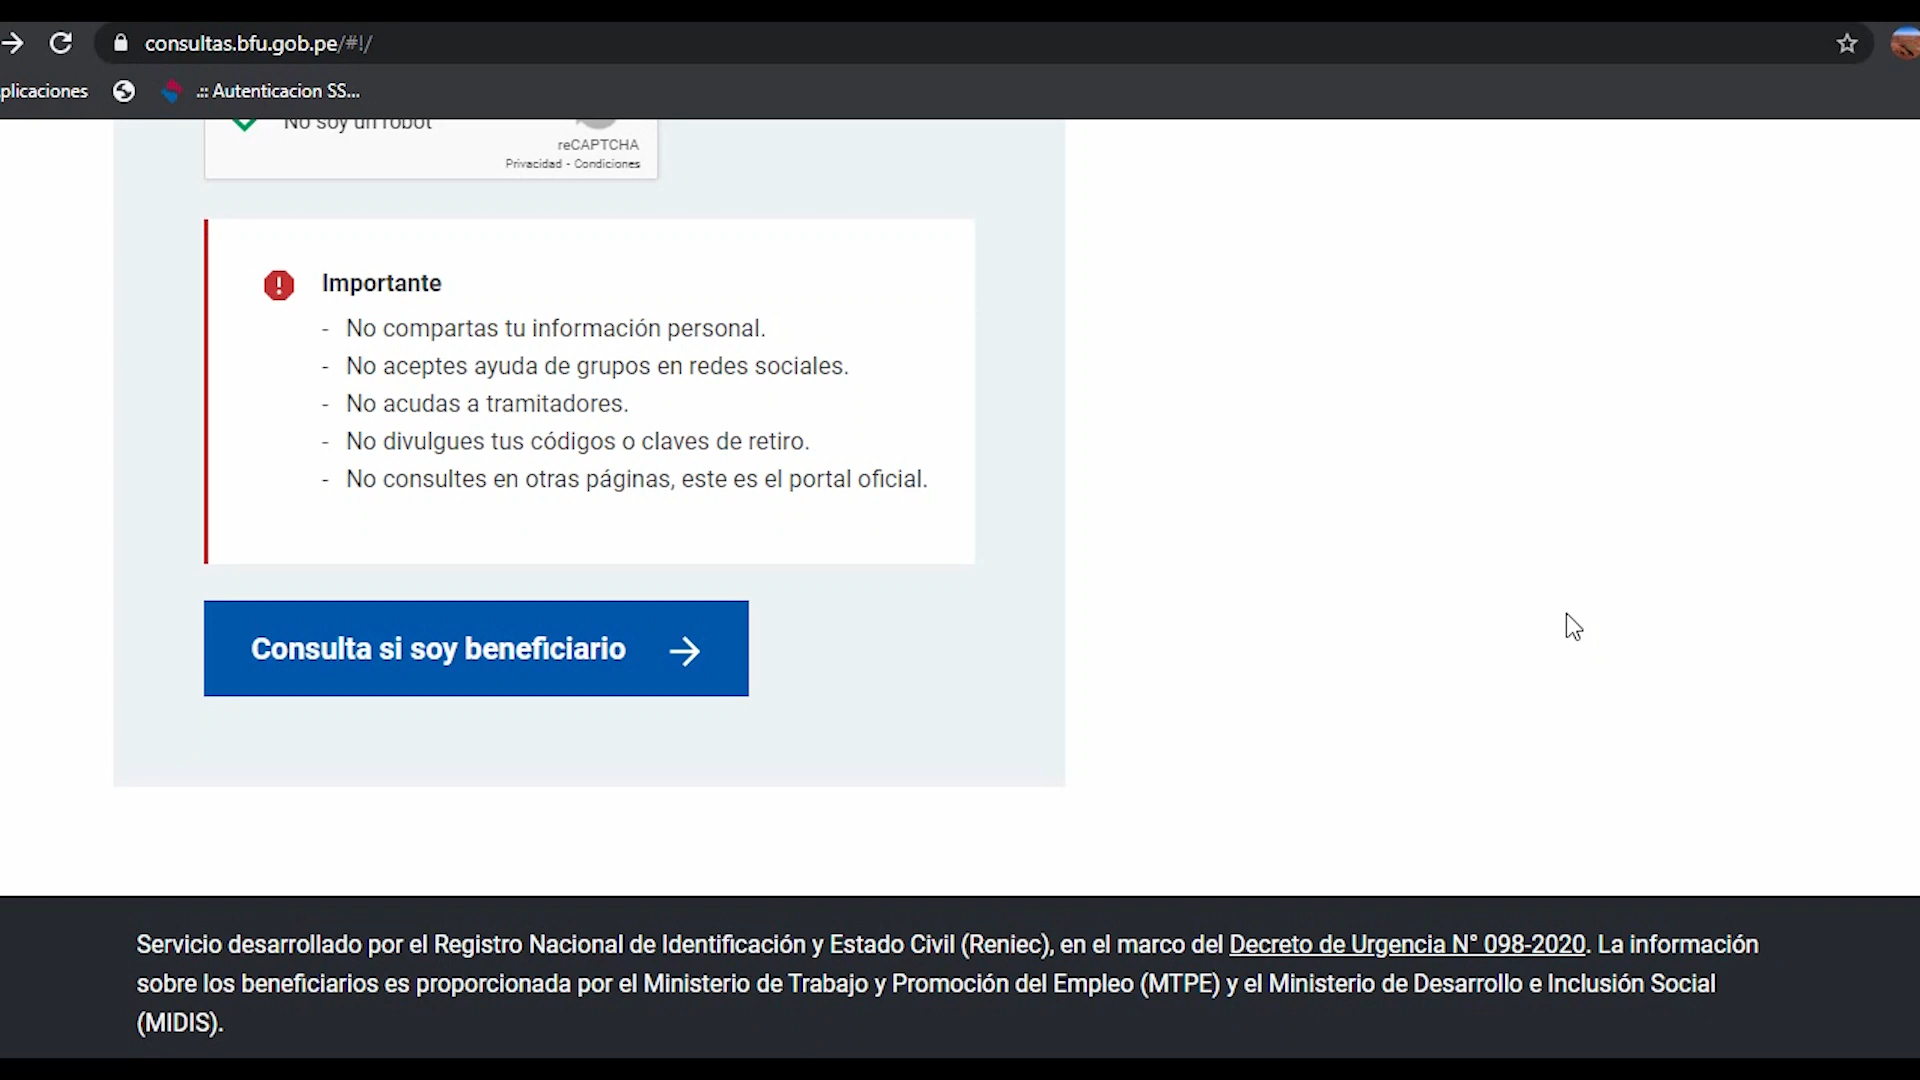 consultas.bfu.gob.pe/#!/
plicaciones
.:: Autenticacion SS...
No soy un robot
reCAPTCHA
Privacidad - Condiciones
Importante
- No compartas tu información personal.
- No aceptes ayuda de grupos en redes sociales.
- No acudas a tramitadores.
- No divulgues tus códigos o claves de retiro.
- No consultes en otras páginas, este es el portal oficial.
Consulta si soy beneficiario
Servicio desarrollado por el Registro Nacional de Identificación y Estado Civil (Reniec), en el marco del Decreto de Urgencia N° 098-2020. La información
sobre los beneficiarios es proporcionada por el Ministerio de Trabajo y Promoción del Empleo (MTPE) y el Ministerio de Desarrollo e Inclusión Social
(MIDIS).